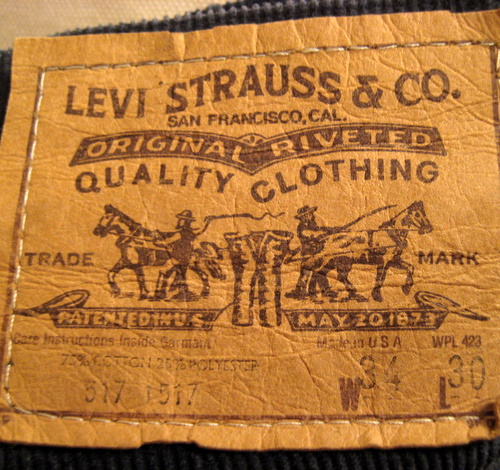 LEVI STRAUSS & CO.
SAN FRANCISCO, CAL.
ORIGINAL RIVETED
QUALITY CLOTHING
TRADE MARK
PATENTED IN U.S. MAY 20 1873
Care Instructions Inside Garment Made in U S A WPL 423
75% COTTON 25% POLYESTER
517 517 W 34 L 30